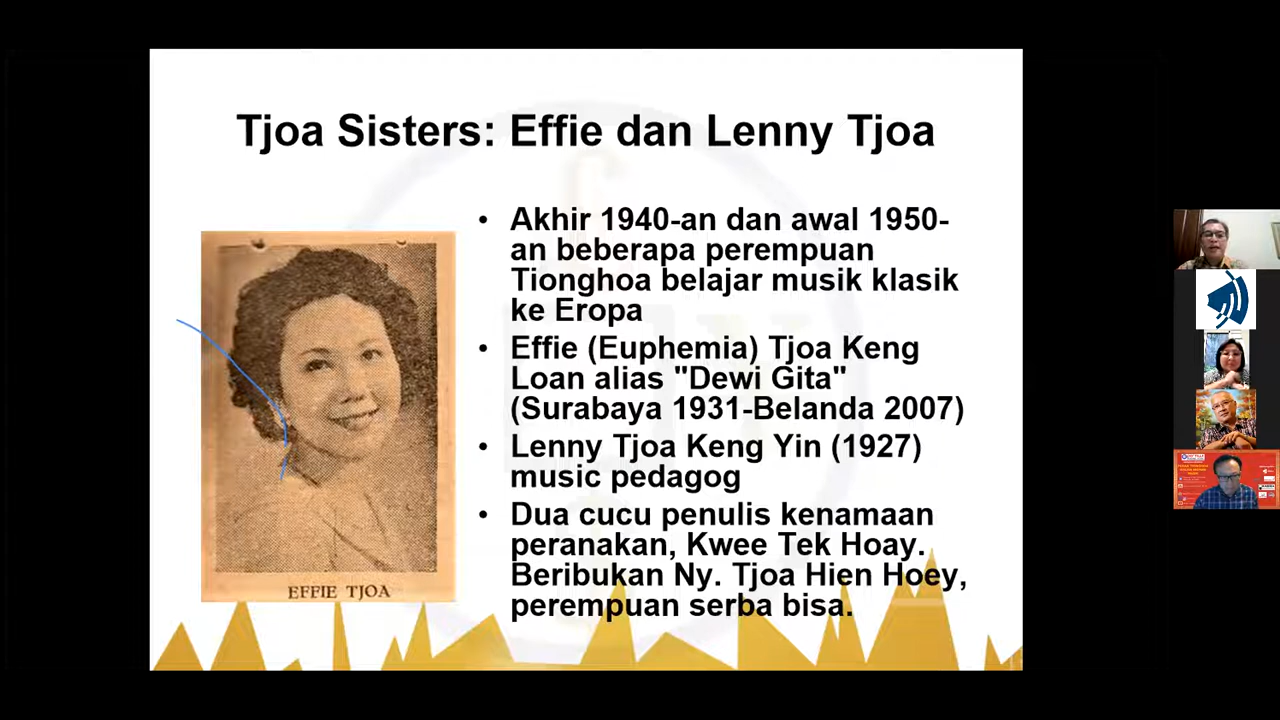 Tjoa Sisters: Effie dan Lenny Tjoa
• Akhir 1940-an dan awal 1950-
an beberapa perempuan
Tionghoa belajar musik klasik
ke Eropa
• Effie (Euphemia) Tjoa Keng
Loan alias "Dewi Gita"
(Surabaya 1931-Belanda 2007)
• Lenny Tjoa Keng Yin (1927)
music pedagog
• Dua cucu penulis kenamaan
peranakan, Kwee Tek Hoay.
Beribukan Ny. Tjoa Hien Hoey,
perempuan serba bisa.
EFFIE TJOA